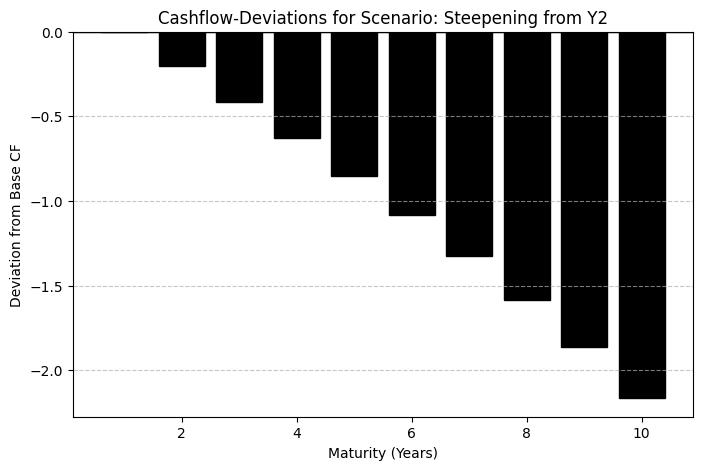 Cashflow-Deviations for Scenario: Steepening from Y2
Deviation from Base CF
0.0
−0.5
−1.0
−1.5
−2.0
2 4 6 8 10
Maturity (Years)